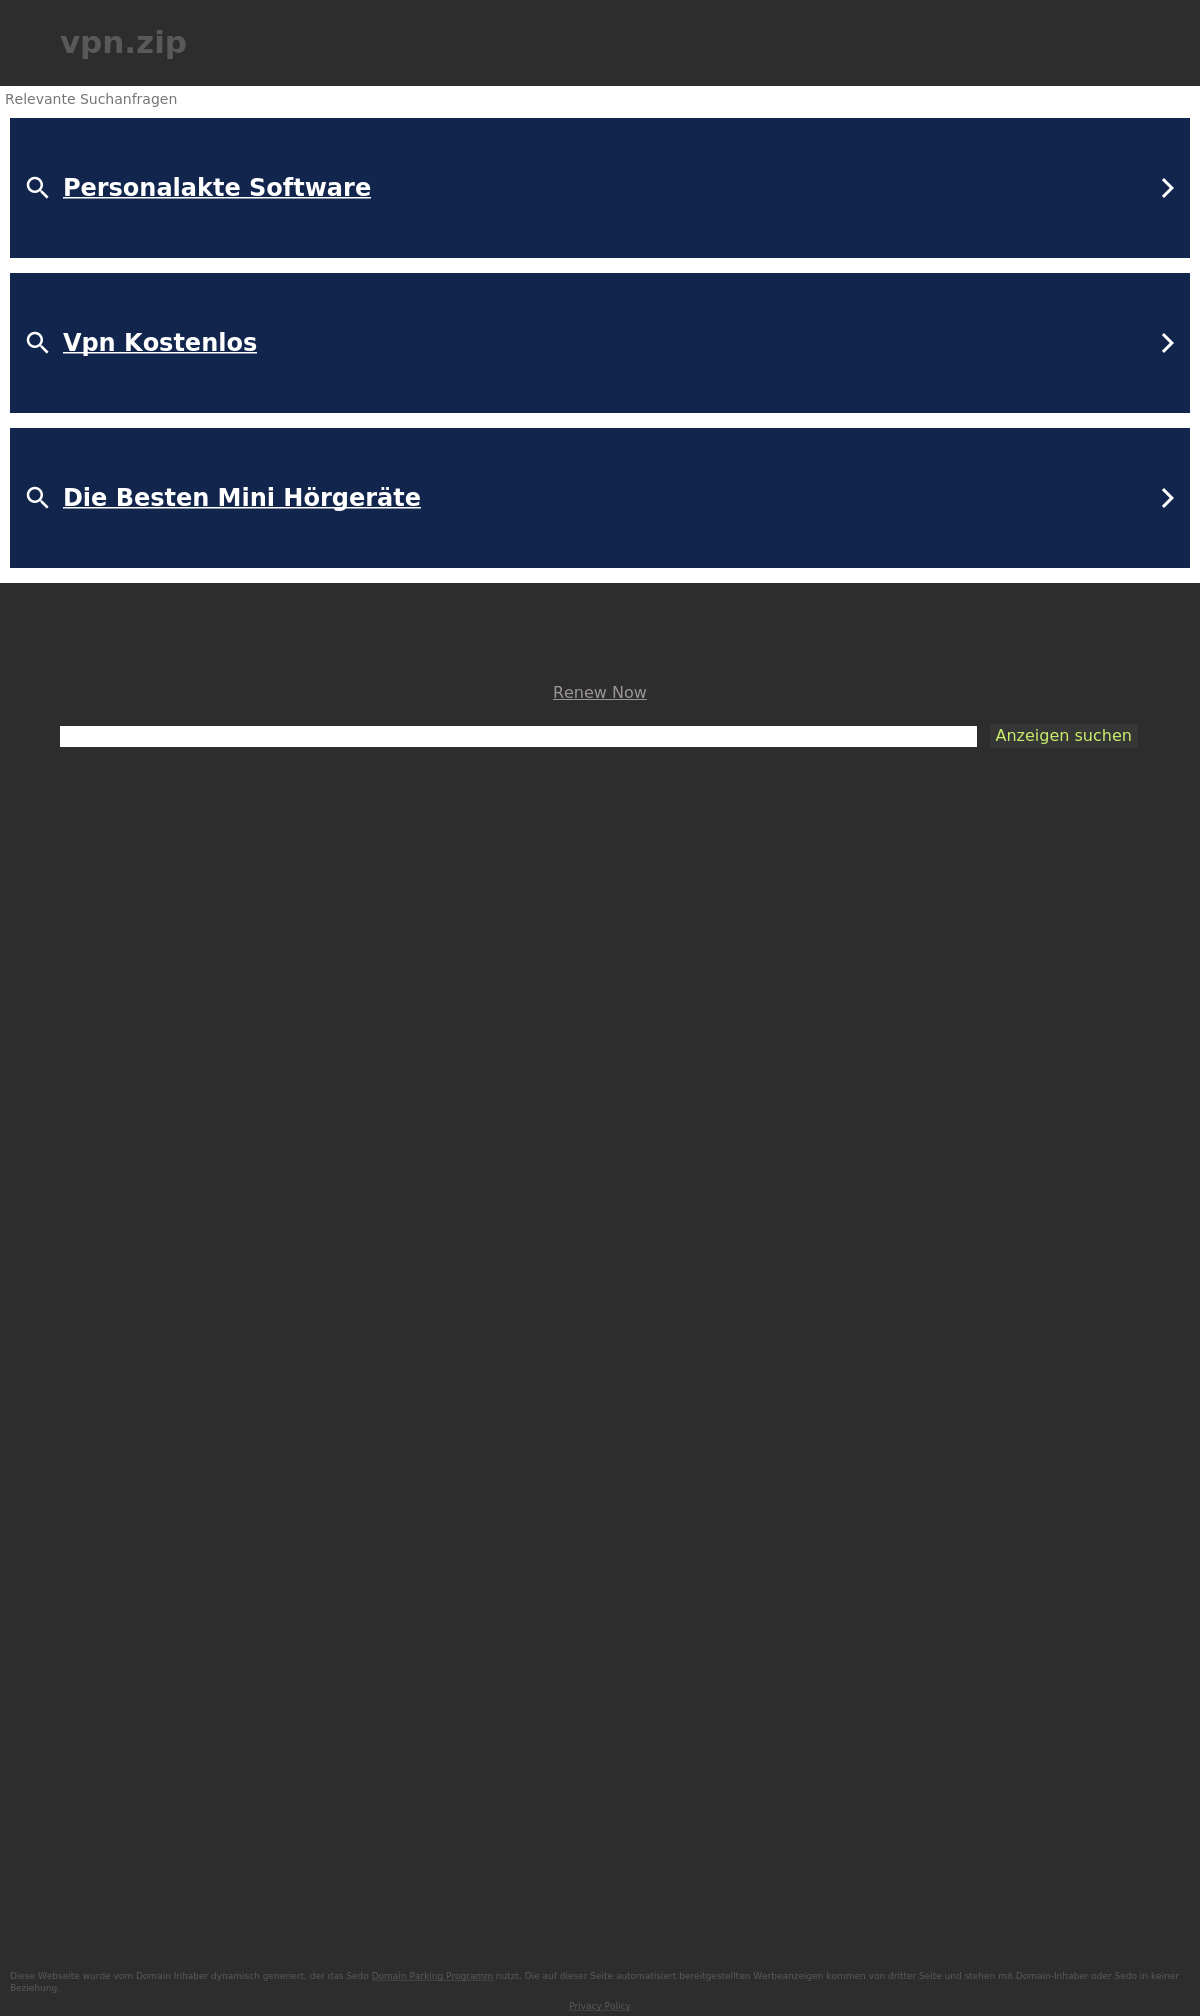 vpn.zip
Relevante Suchanfragen
Personalakte Software
Vpn Kostenlos
Die Besten Mini Hörgeräte
Renew Now
Anzeigen suchen
Diese Webseite wurde vom Domain Inhaber dynamisch generiert, der das Sedo Domain Parking Programm nutzt. Die auf dieser Seite automatisiert bereitgestellten Werbeanzeigen kommen von dritter Seite und stehen mit Domain-Inhaber oder Sedo in keiner
Beziehung.
Privacy Policy